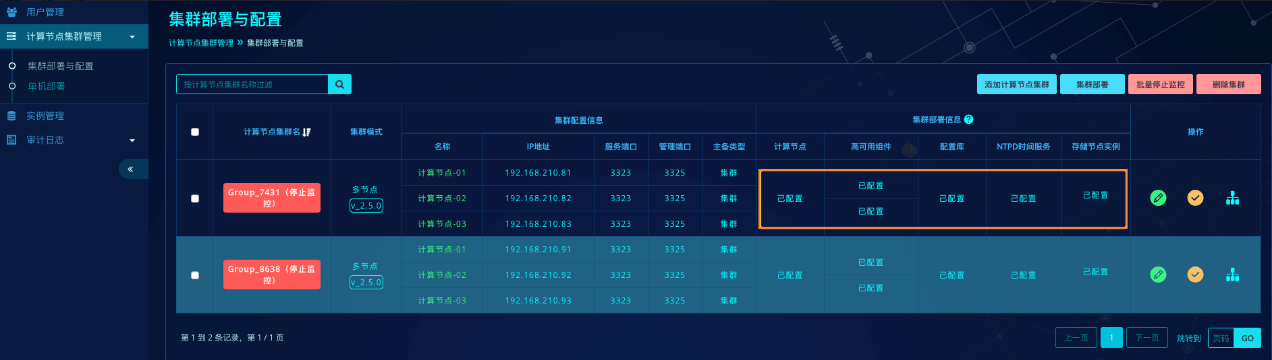 用户管理
计算节点集群管理
集群部署与配置
单机部署
实例管理
审计日志
«
集群部署与配置
计算节点集群管理 » 集群部署与配置
按计算节点集群名称过滤
添加计算节点集群 集群部署 批量停止监控 删除集群
计算节点集群名 集群模式 集群配置信息 集群部署信息 ? 操作
名称 IP地址 服务端口 管理端口 主备类型 计算节点 高可用组件 配置库 NTPD时间服务 存储节点实例
Group_7431（停止监控）
多节点
v_2.5.0
计算节点-01 192.168.210.81 3323 3325 集群
计算节点-02 192.168.210.82 3323 3325 集群
计算节点-03 192.168.210.83 3323 3325 集群
已配置 已配置 已配置 已配置 已配置 已配置
Group_8638（停止监控）
多节点
v_2.5.0
计算节点-01 192.168.210.91 3323 3325 集群
计算节点-02 192.168.210.92 3323 3325 集群
计算节点-03 192.168.210.93 3323 3325 集群
已配置 已配置 已配置 已配置 已配置 已配置
第 1 到 2 条记录，第 1 / 1 页
上一页 1 下一页 跳转到 页码 GO